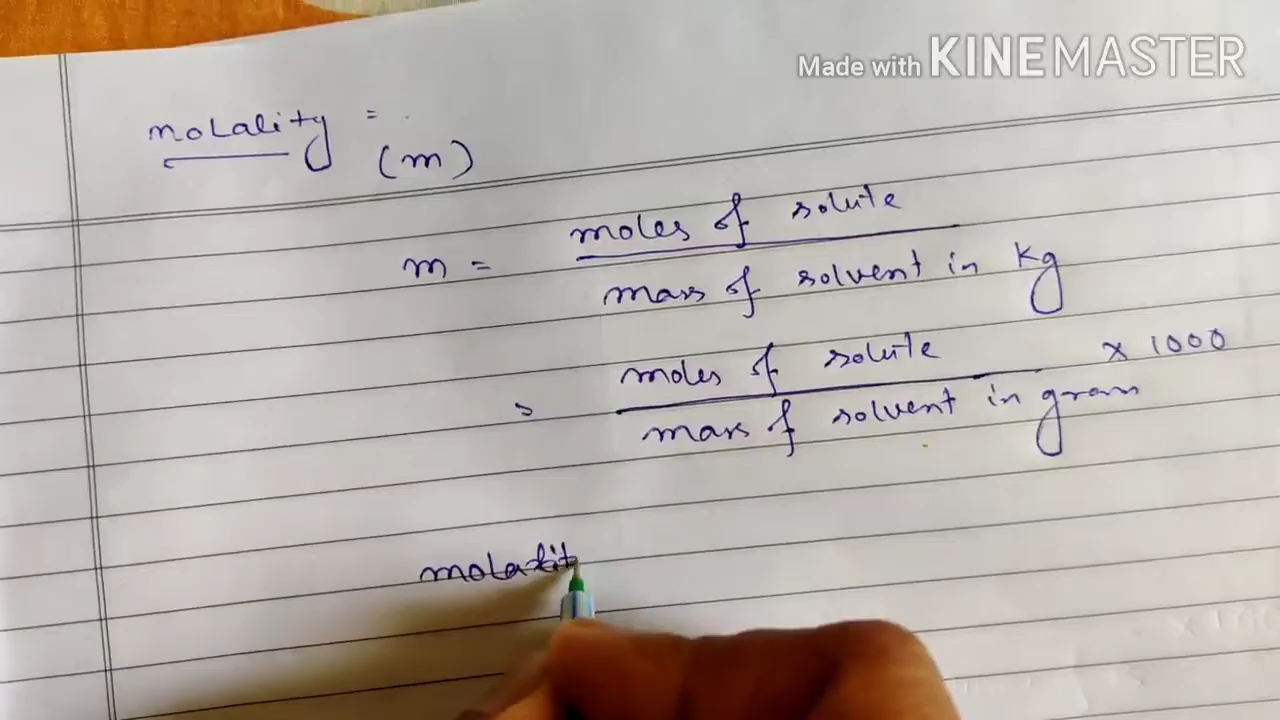 Made with KINEMASTER
moLality =
(m)
m = moles of solute
mass of solvent in kg
= moles of solute x 1000
mass of solvent in gram